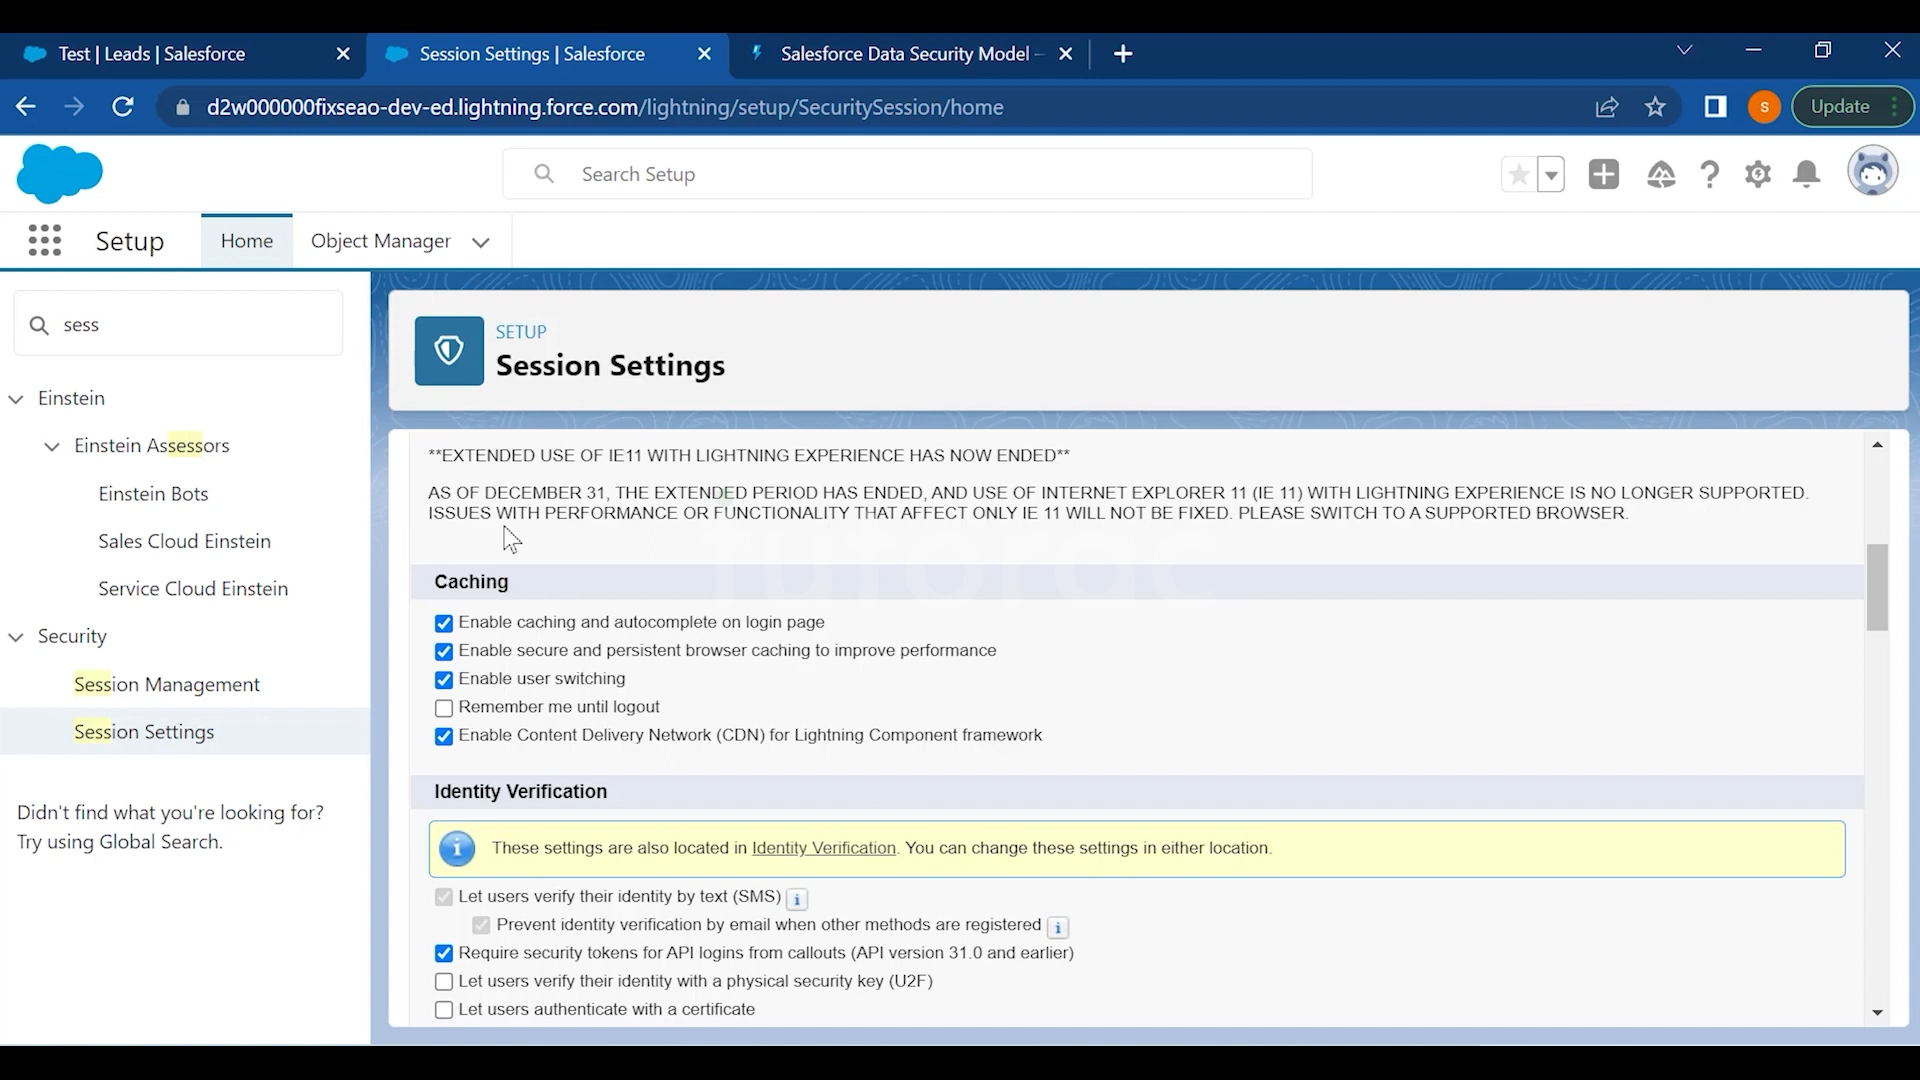 Test | Leads | Salesforce
Session Settings | Salesforce
Salesforce Data Security Model –
d2w000000fixseao-dev-ed.lightning.force.com/lightning/setup/SecuritySession/home
S
Update
Search Setup
Setup
Home
Object Manager
sess
Einstein
Einstein Assessors
Einstein Bots
Sales Cloud Einstein
Service Cloud Einstein
Security
Session Management
Session Settings
Didn't find what you're looking for?
Try using Global Search.
SETUP
Session Settings
**EXTENDED USE OF IE11 WITH LIGHTNING EXPERIENCE HAS NOW ENDED**
AS OF DECEMBER 31, THE EXTENDED PERIOD HAS ENDED, AND USE OF INTERNET EXPLORER 11 (IE 11) WITH LIGHTNING EXPERIENCE IS NO LONGER SUPPORTED.
ISSUES WITH PERFORMANCE OR FUNCTIONALITY THAT AFFECT ONLY IE 11 WILL NOT BE FIXED. PLEASE SWITCH TO A SUPPORTED BROWSER.
Caching
Enable caching and autocomplete on login page
Enable secure and persistent browser caching to improve performance
Enable user switching
Remember me until logout
Enable Content Delivery Network (CDN) for Lightning Component framework
Identity Verification
These settings are also located in Identity Verification. You can change these settings in either location.
Let users verify their identity by text (SMS)
Prevent identity verification by email when other methods are registered
Require security tokens for API logins from callouts (API version 31.0 and earlier)
Let users verify their identity with a physical security key (U2F)
Let users authenticate with a certificate